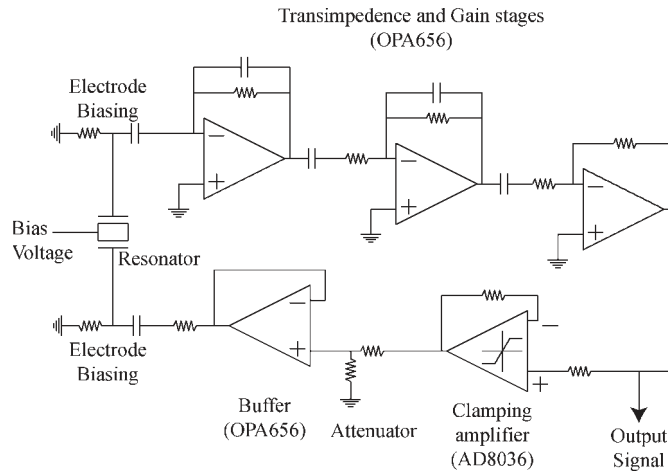 Transimpedence and Gain stages
(OPA656)
Electrode
Biasing
−
+
−
+
−
+
Bias
Voltage
Resonator
−
+
−
+
Electrode
Biasing
Buffer
(OPA656)
Attenuator
Clamping
amplifier
(AD8036)
Output
Signal